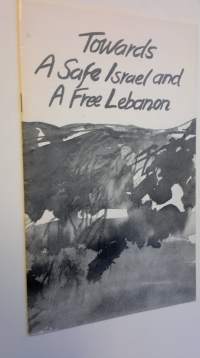 Towards
A Safe Israel and
A Free Lebanon